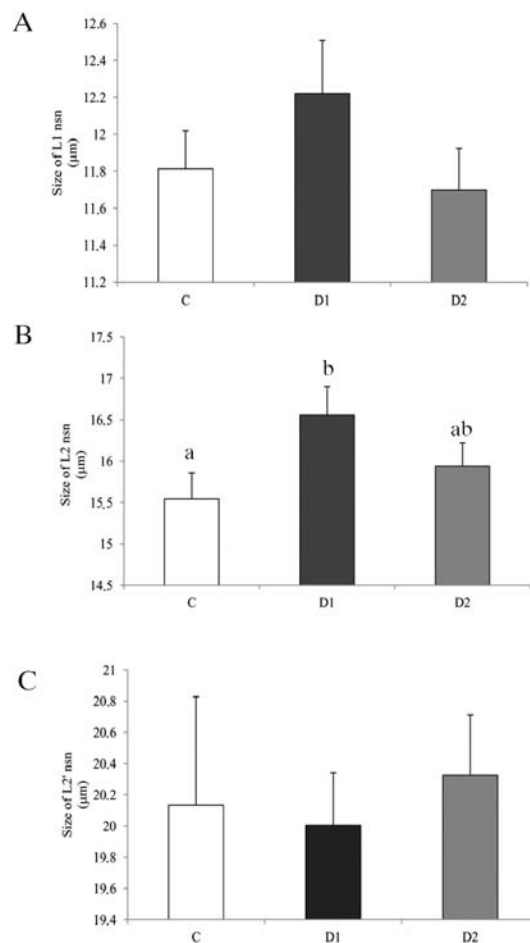 A
Size of L1 nsn
(µm)
12.6
12.4
12.2
12
11.8
11.6
11.4
11.2
C D1 D2
B
Size of L2 nsn
(µm)
17.5
17
16.5
16
15.5
15
14.5
a
b
ab
C D1 D2
C
Size of L2' nsn
(µm)
21
20.8
20.6
20.4
20.2
20
19.8
19.6
19.4
C D1 D2